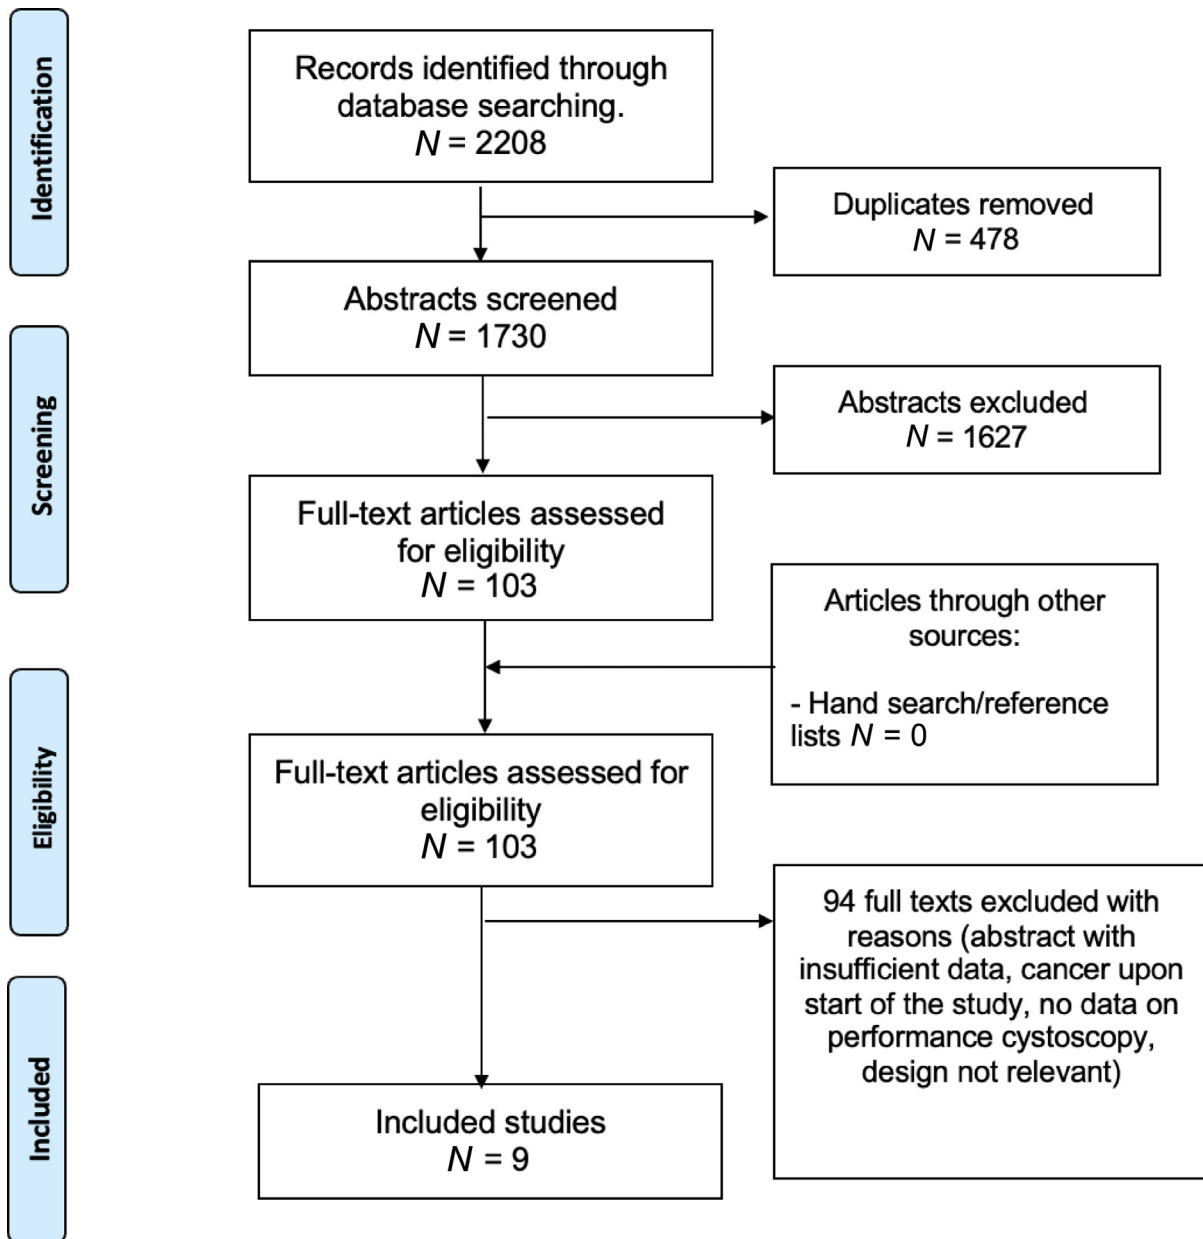 Identification
Records identified through
database searching.
N = 2208
Duplicates removed
N = 478
Abstracts screened
N = 1730
Screening
Abstracts excluded
N = 1627
Full-text articles assessed
for eligibility
N = 103
Articles through other
sources:
- Hand search/reference
lists N = 0
Eligibility
Full-text articles assessed for
eligibility
N = 103
94 full texts excluded with
reasons (abstract with
insufficient data, cancer upon
start of the study, no data on
performance cystoscopy,
design not relevant)
Included
Included studies
N = 9